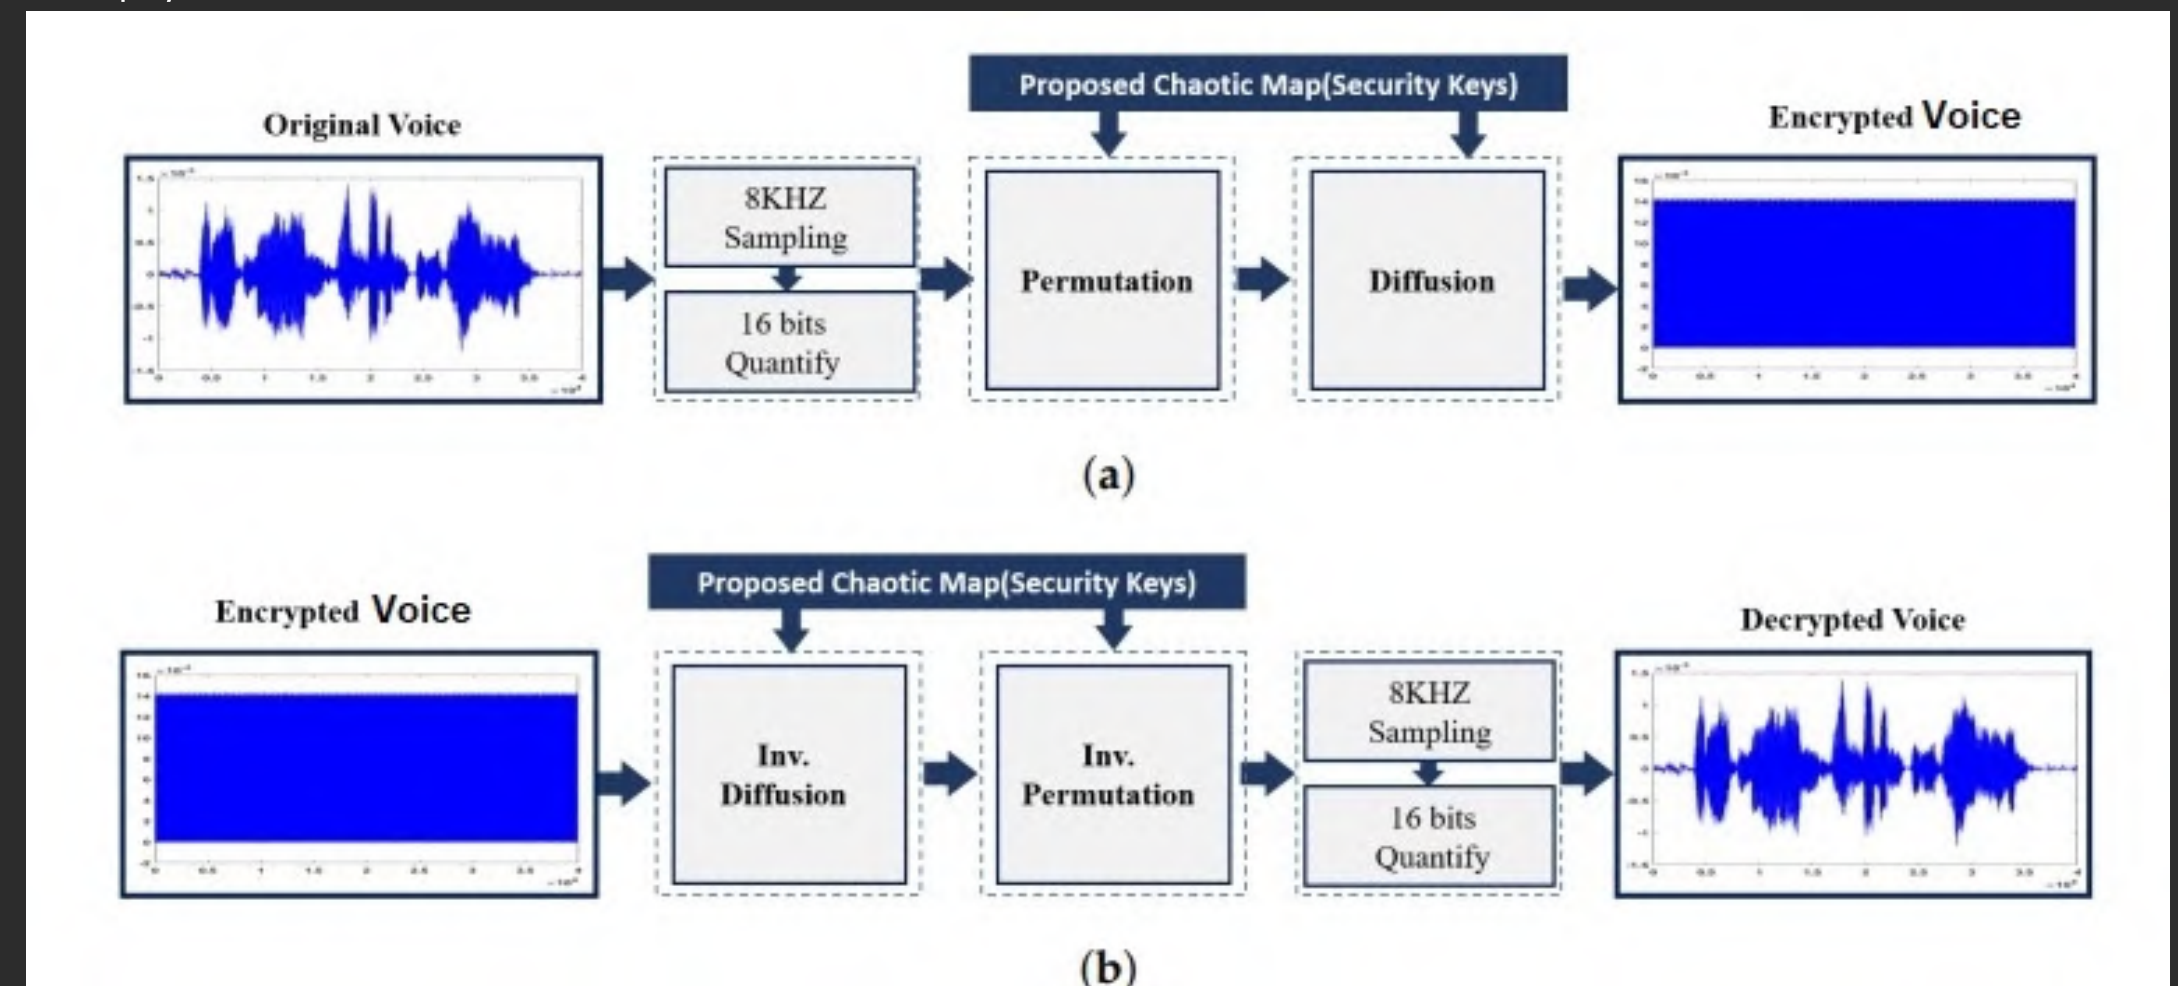 Proposed Chaotic Map(Security Keys)
Original Voice
Encrypted Voice
8KHZ
Sampling
16 bits
Quantify
Permutation
Diffusion
(a)
Proposed Chaotic Map(Security Keys)
Encrypted Voice
Decrypted Voice
Inv.
Diffusion
Inv.
Permutation
8KHZ
Sampling
16 bits
Quantify
(b)